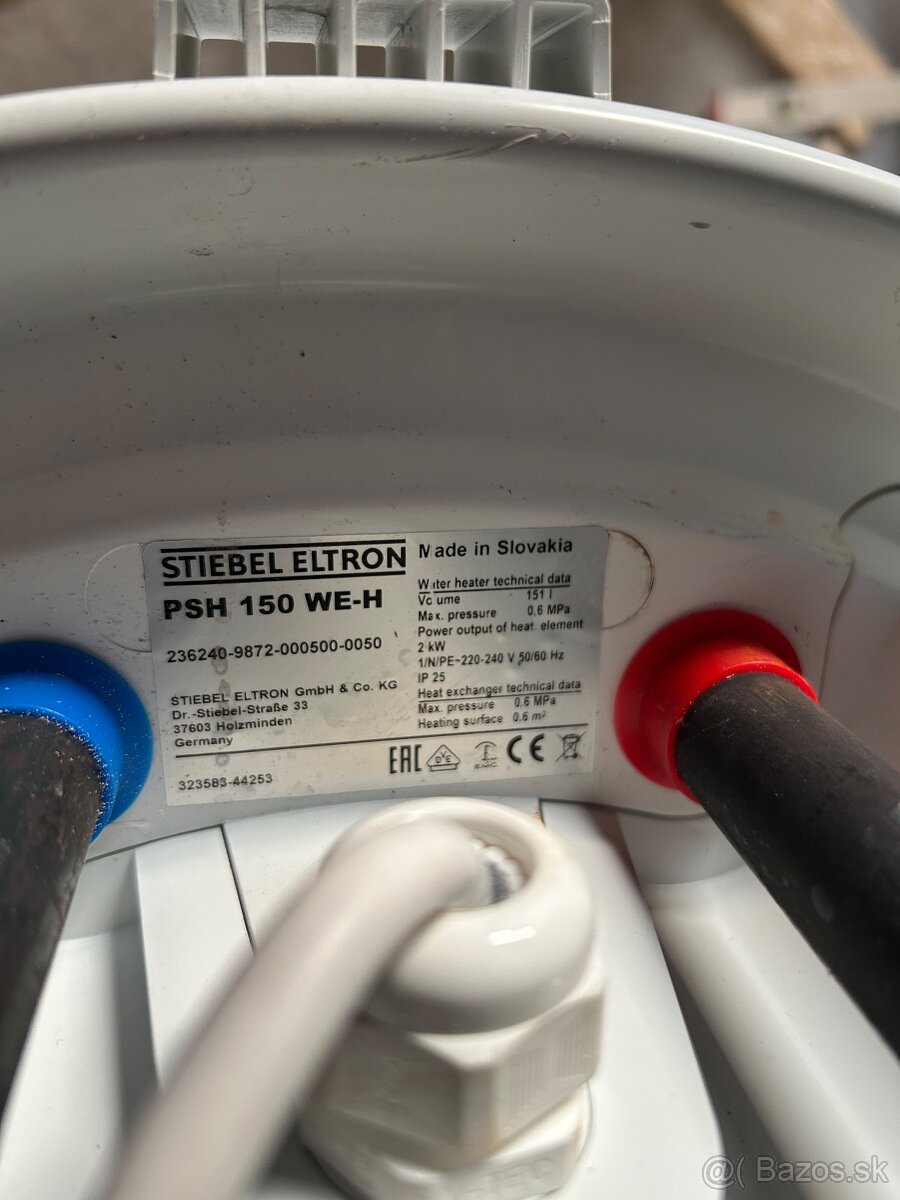 STIEBEL ELTRON
PSH 150 WE-H
236240-9872-000500-0050
STIEBEL ELTRON GmbH & Co. KG
Dr.-Stiebel-Straße 33
37603 Holzminden
Germany
323583-44253
Made in Slovakia
Water heater technical data
Volume 151 l
Max. pressure 0,6 MPa
Power output of heat. element
2 kW
1/N/PE~220-240 V 50/60 Hz
IP 25
Heat exchanger technical data
Max. pressure 0.6 MPa
Heating surface 0,6 m²
EAC VDE EMC CE
@( Bazos.sk